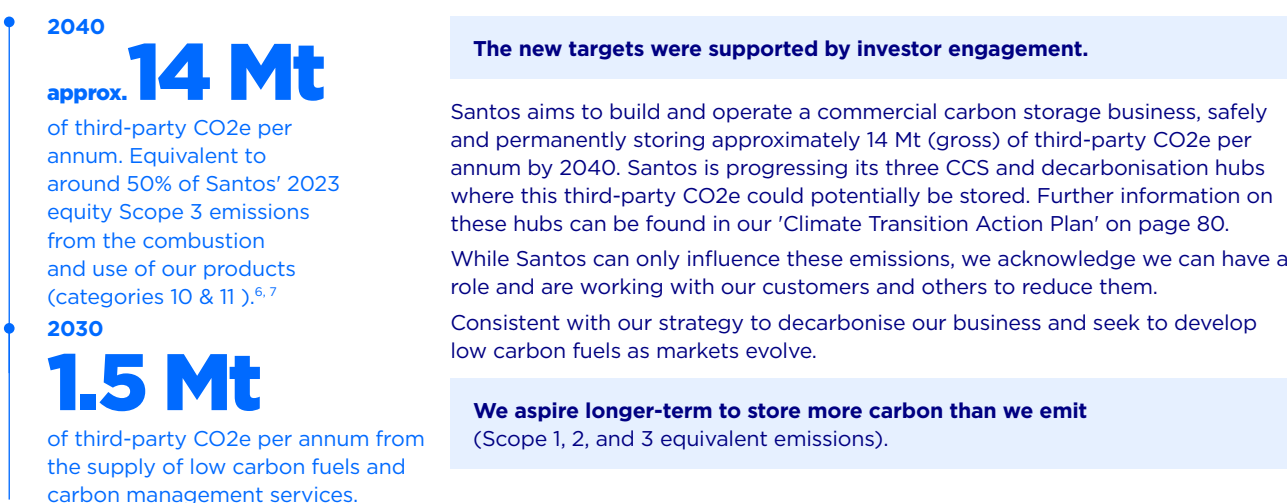 2040
approx. 14 Mt
of third-party CO2e per
annum. Equivalent to
around 50% of Santos' 2023
equity Scope 3 emissions
from the combustion
and use of our products
(categories 10 & 11 ).6, 7
2030
1.5 Mt
of third-party CO2e per annum from
the supply of low carbon fuels and
carbon management services.
The new targets were supported by investor engagement.
Santos aims to build and operate a commercial carbon storage business, safely
and permanently storing approximately 14 Mt (gross) of third-party CO2e per
annum by 2040. Santos is progressing its three CCS and decarbonisation hubs
where this third-party CO2e could potentially be stored. Further information on
these hubs can be found in our 'Climate Transition Action Plan' on page 80.
While Santos can only influence these emissions, we acknowledge we can have a
role and are working with our customers and others to reduce them.
Consistent with our strategy to decarbonise our business and seek to develop
low carbon fuels as markets evolve.
We aspire longer-term to store more carbon than we emit
(Scope 1, 2, and 3 equivalent emissions).